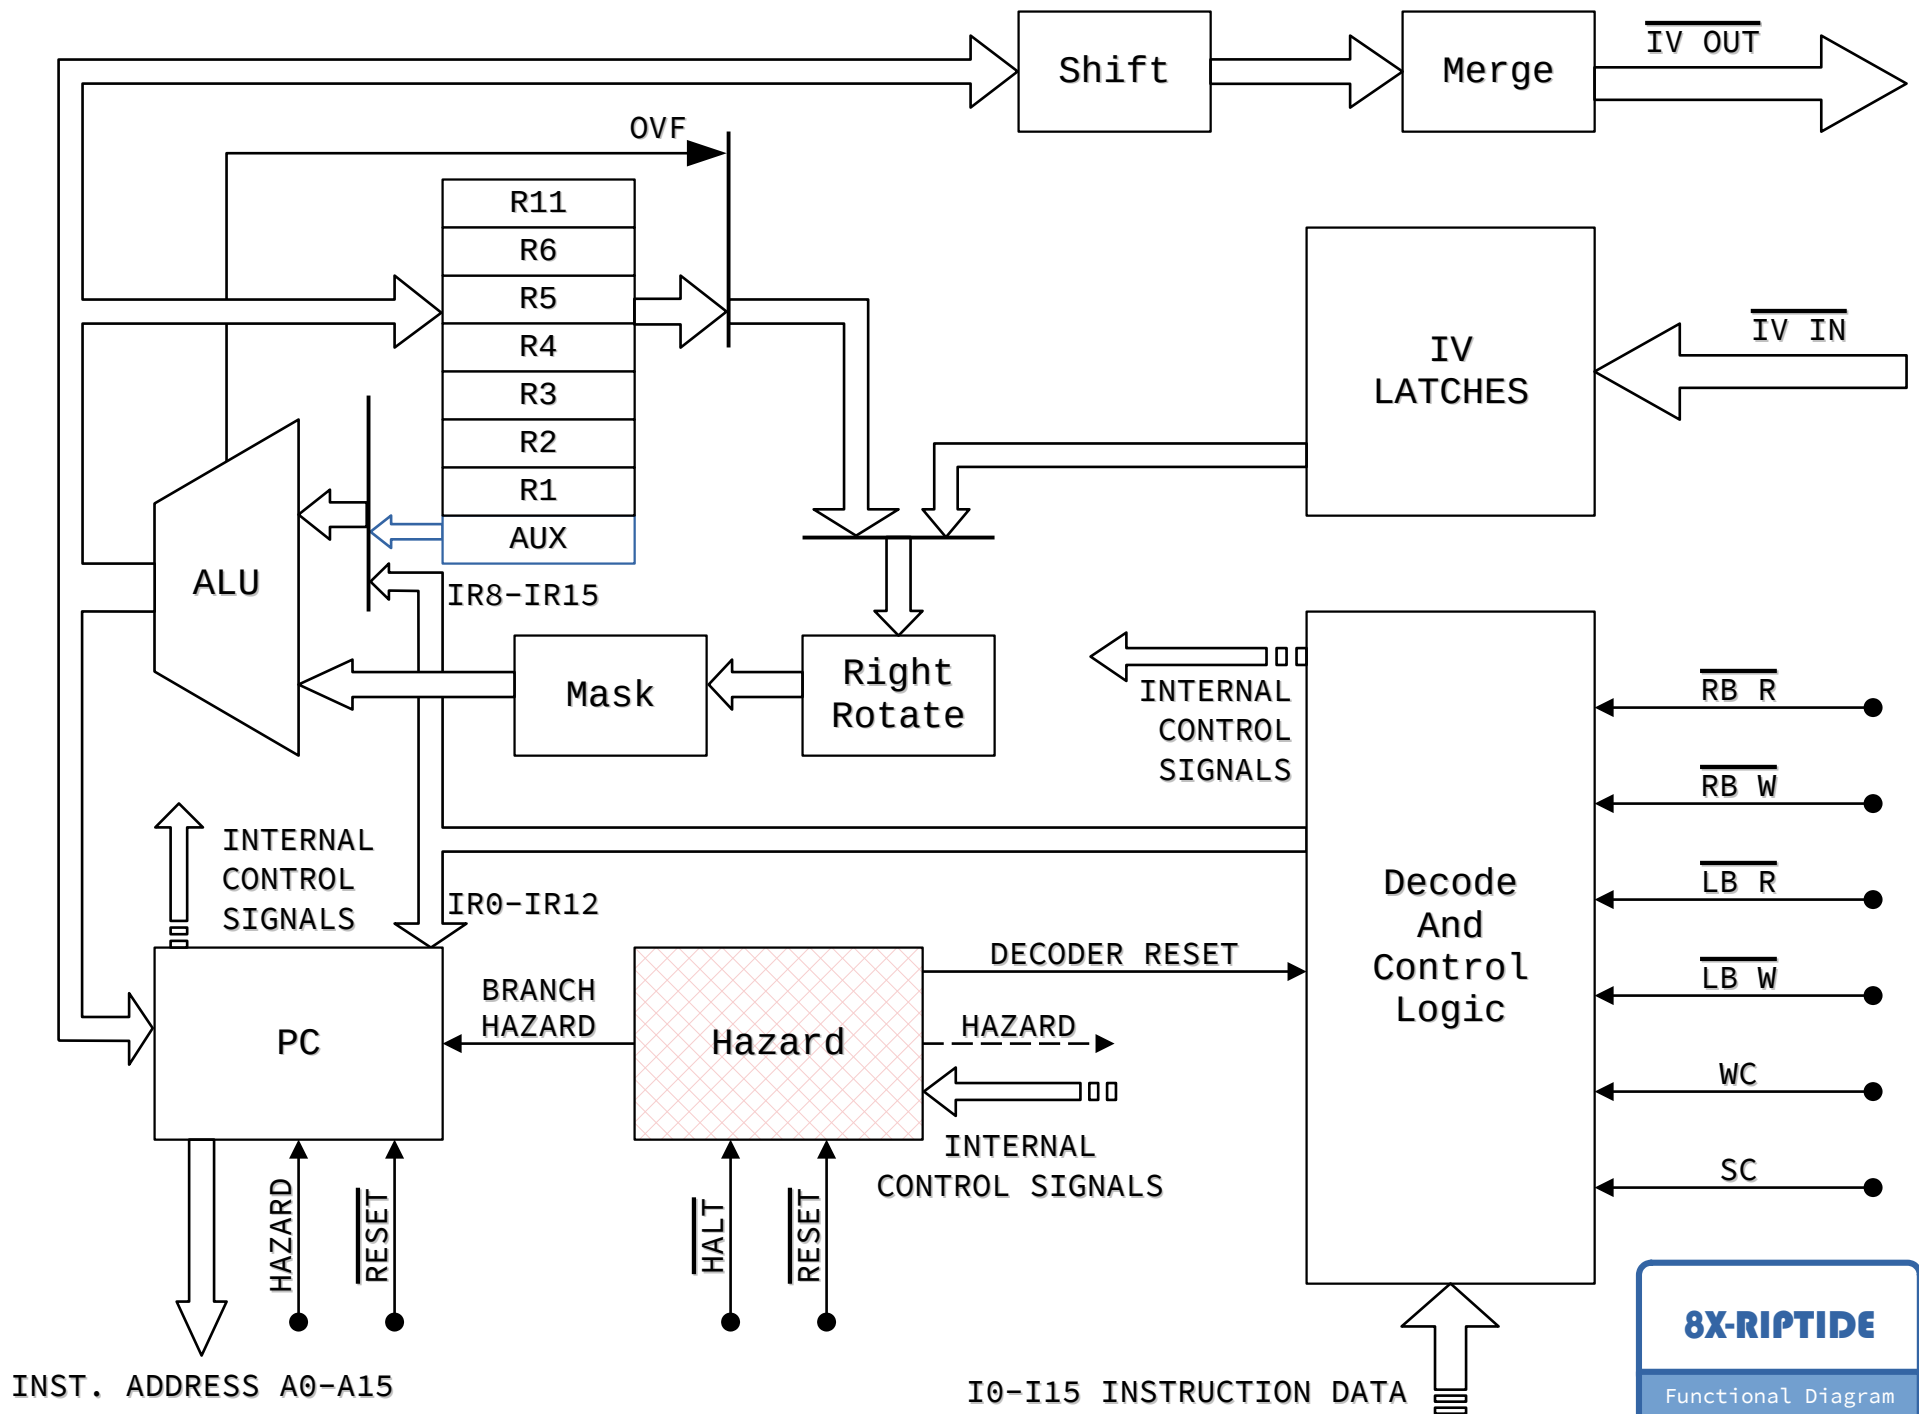 IV OUT
Shift
Merge
OVF
R11
R6
R5
R4
R3
R2
R1
AUX
IV
LATCHES
IV IN
ALU
IR8-IR15
Mask
Right
Rotate
INTERNAL
CONTROL
SIGNALS
RB R
RB W
LB R
LB W
WC
SC
INTERNAL
CONTROL
SIGNALS
IR0-IR12
Decode
And
Control
Logic
DECODER RESET
BRANCH
HAZARD
HAZARD
PC
Hazard
INTERNAL
CONTROL SIGNALS
HAZARD
RESET
HALT
RESET
INST. ADDRESS A0-A15
I0-I15 INSTRUCTION DATA
8X-RIPTIDE
Functional Diagram